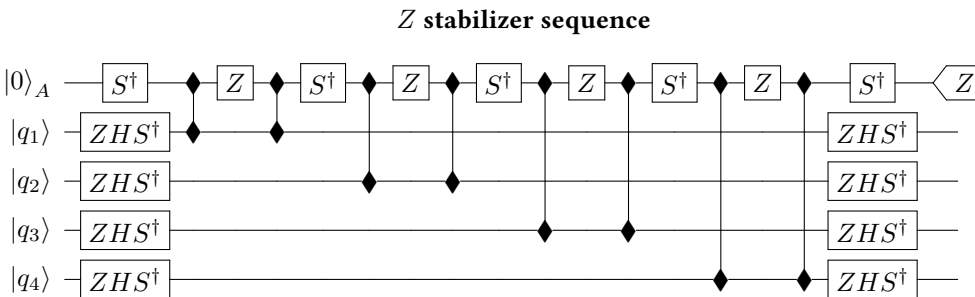 Z stabilizer sequence
|0⟩_A S† Z S† Z S† Z S† Z S† Z
|q₁⟩ ZHS† ZHS†
|q₂⟩ ZHS† ZHS†
|q₃⟩ ZHS† ZHS†
|q₄⟩ ZHS† ZHS†